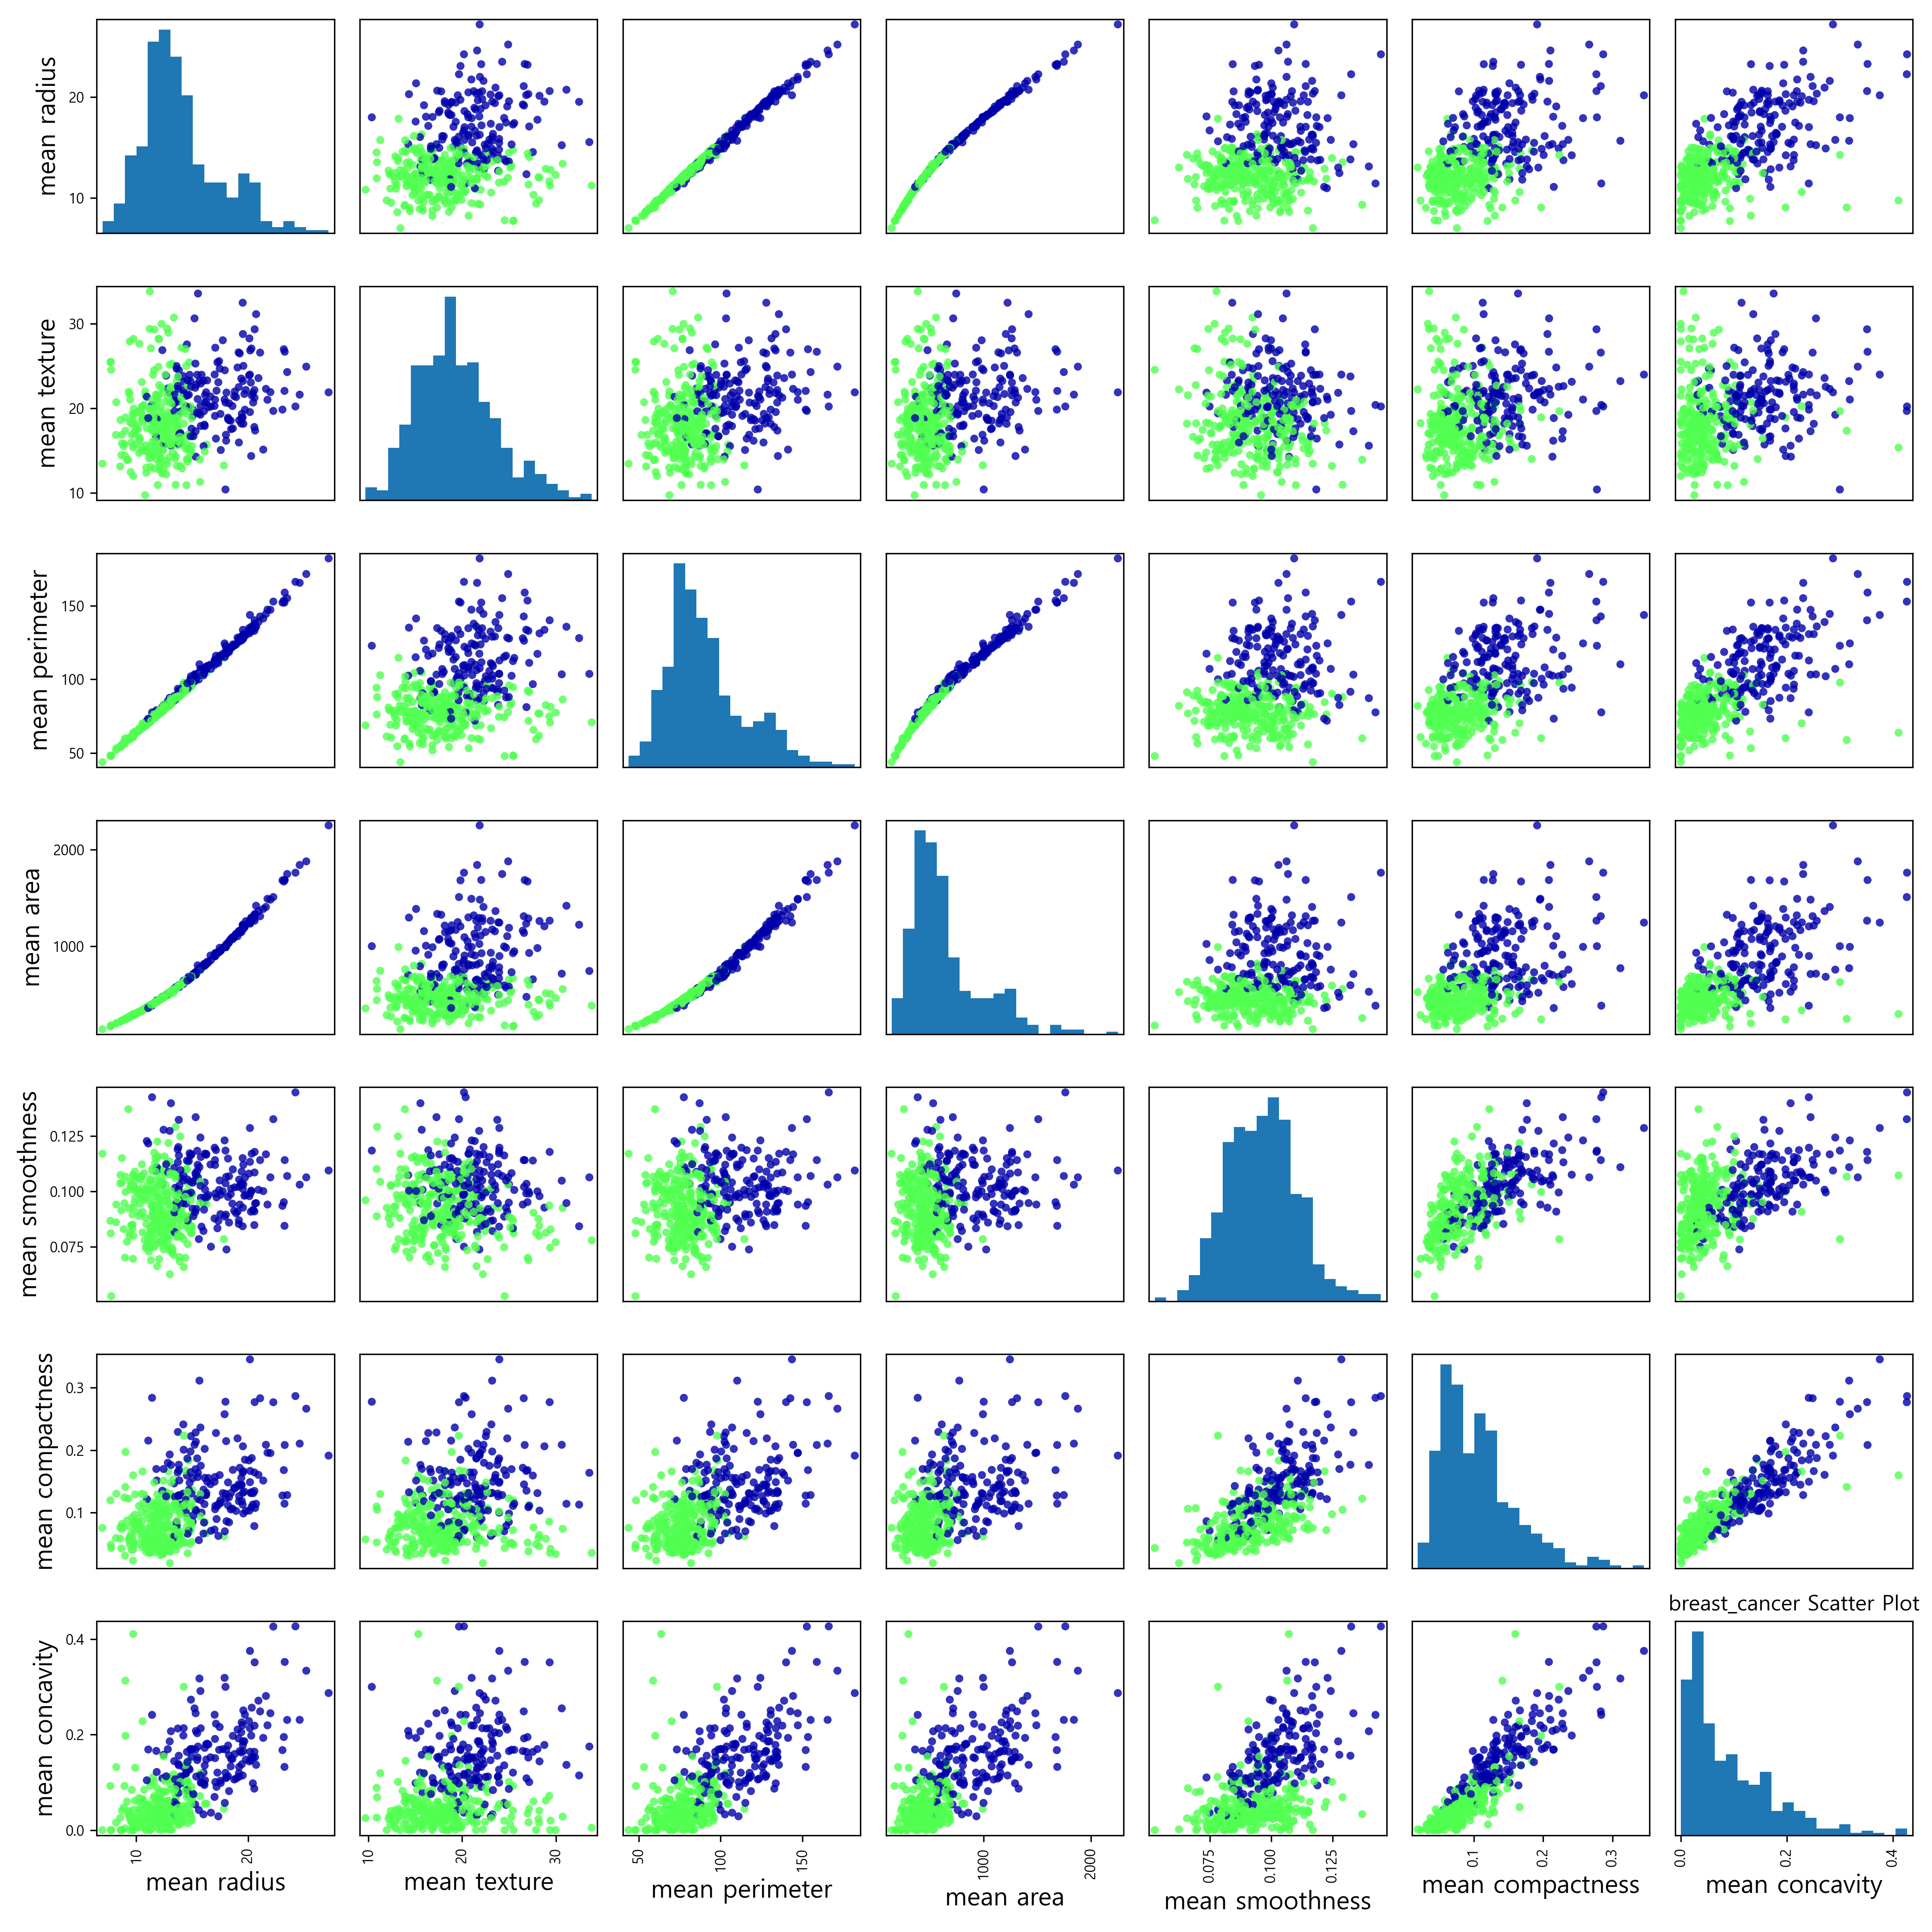 mean radius
20
10
mean texture
30
20
10
mean perimeter
150
100
50
mean area
2000
1000
mean smoothness
0.125
0.100
0.075
mean compactness
0.3
0.2
0.1
breast_cancer Scatter Plot
mean concavity
0.4
0.2
0.0
10 20 10 20 30 50 100 150 1000 2000 0.075 0.100 0.125 0.1 0.2 0.3 0.0 0.2 0.4
mean radius mean texture mean perimeter mean area mean smoothness mean compactness mean concavity